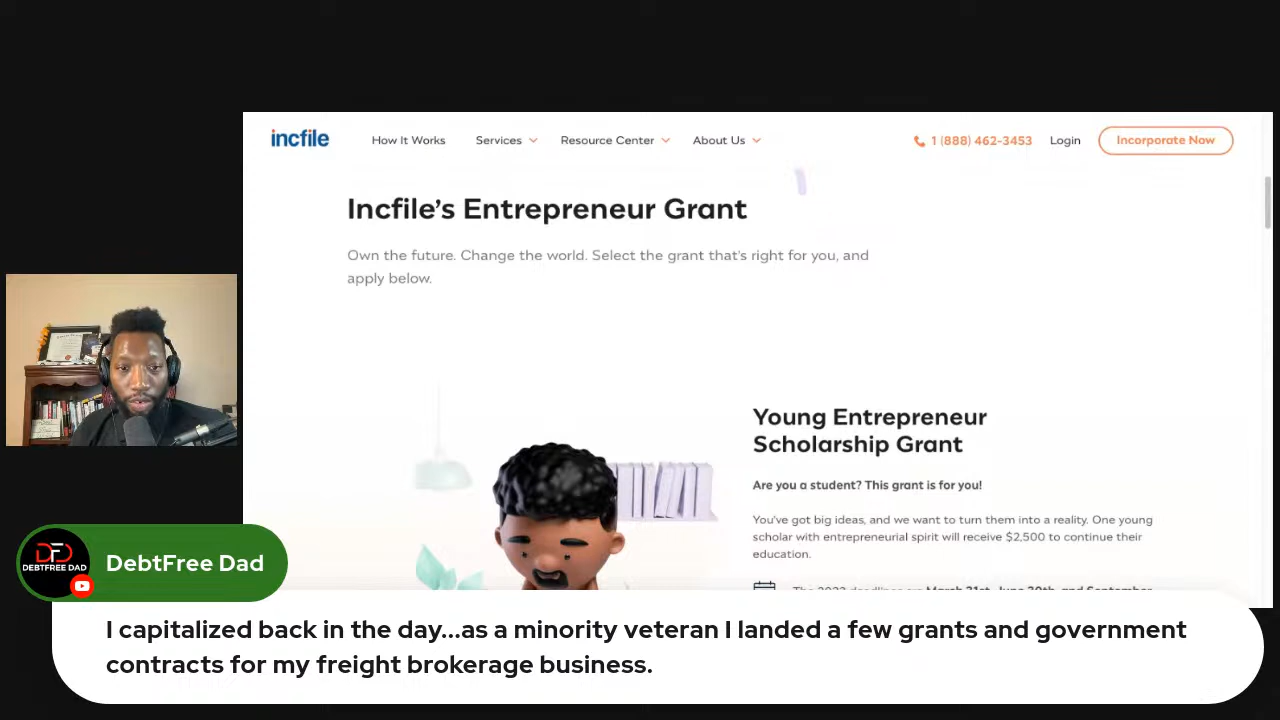 incfile
How It Works Services Resource Center About Us 1 (888) 462-3453 Login Incorporate Now
Incfile’s Entrepreneur Grant
Own the future. Change the world. Select the grant that's right for you, and
apply below.
Young Entrepreneur
Scholarship Grant
Are you a student? This grant is for you!
You've got big ideas, and we want to turn them into a reality. One young
scholar with entrepreneurial spirit will receive $2,500 to continue their
education.
DFD
DEBTFREE DAD
DebtFree Dad
I capitalized back in the day...as a minority veteran I landed a few grants and government
contracts for my freight brokerage business.